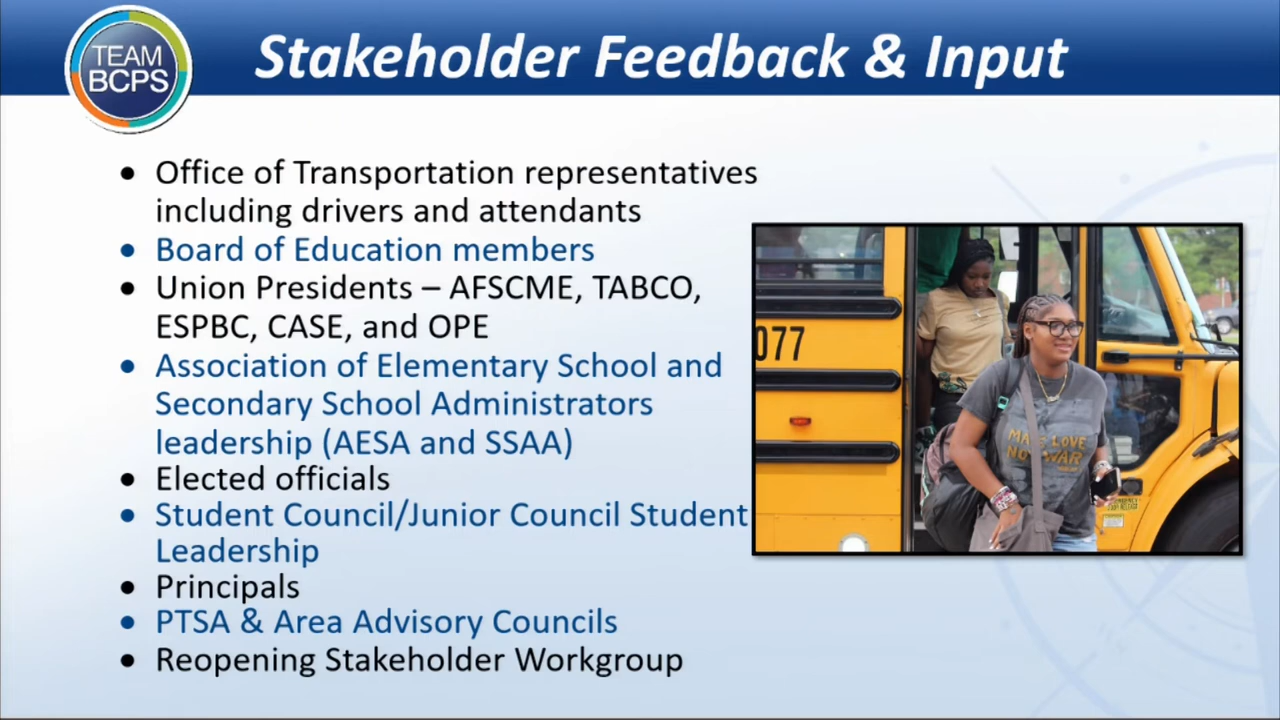 TEAM
BCPS
Stakeholder Feedback & Input
• Office of Transportation representatives
including drivers and attendants
• Board of Education members
• Union Presidents – AFSCME, TABCO,
ESPBC, CASE, and OPE
• Association of Elementary School and
Secondary School Administrators
leadership (AESA and SSAA)
• Elected officials
• Student Council/Junior Council Student
Leadership
• Principals
• PTSA & Area Advisory Councils
• Reopening Stakeholder Workgroup
077
LOVE